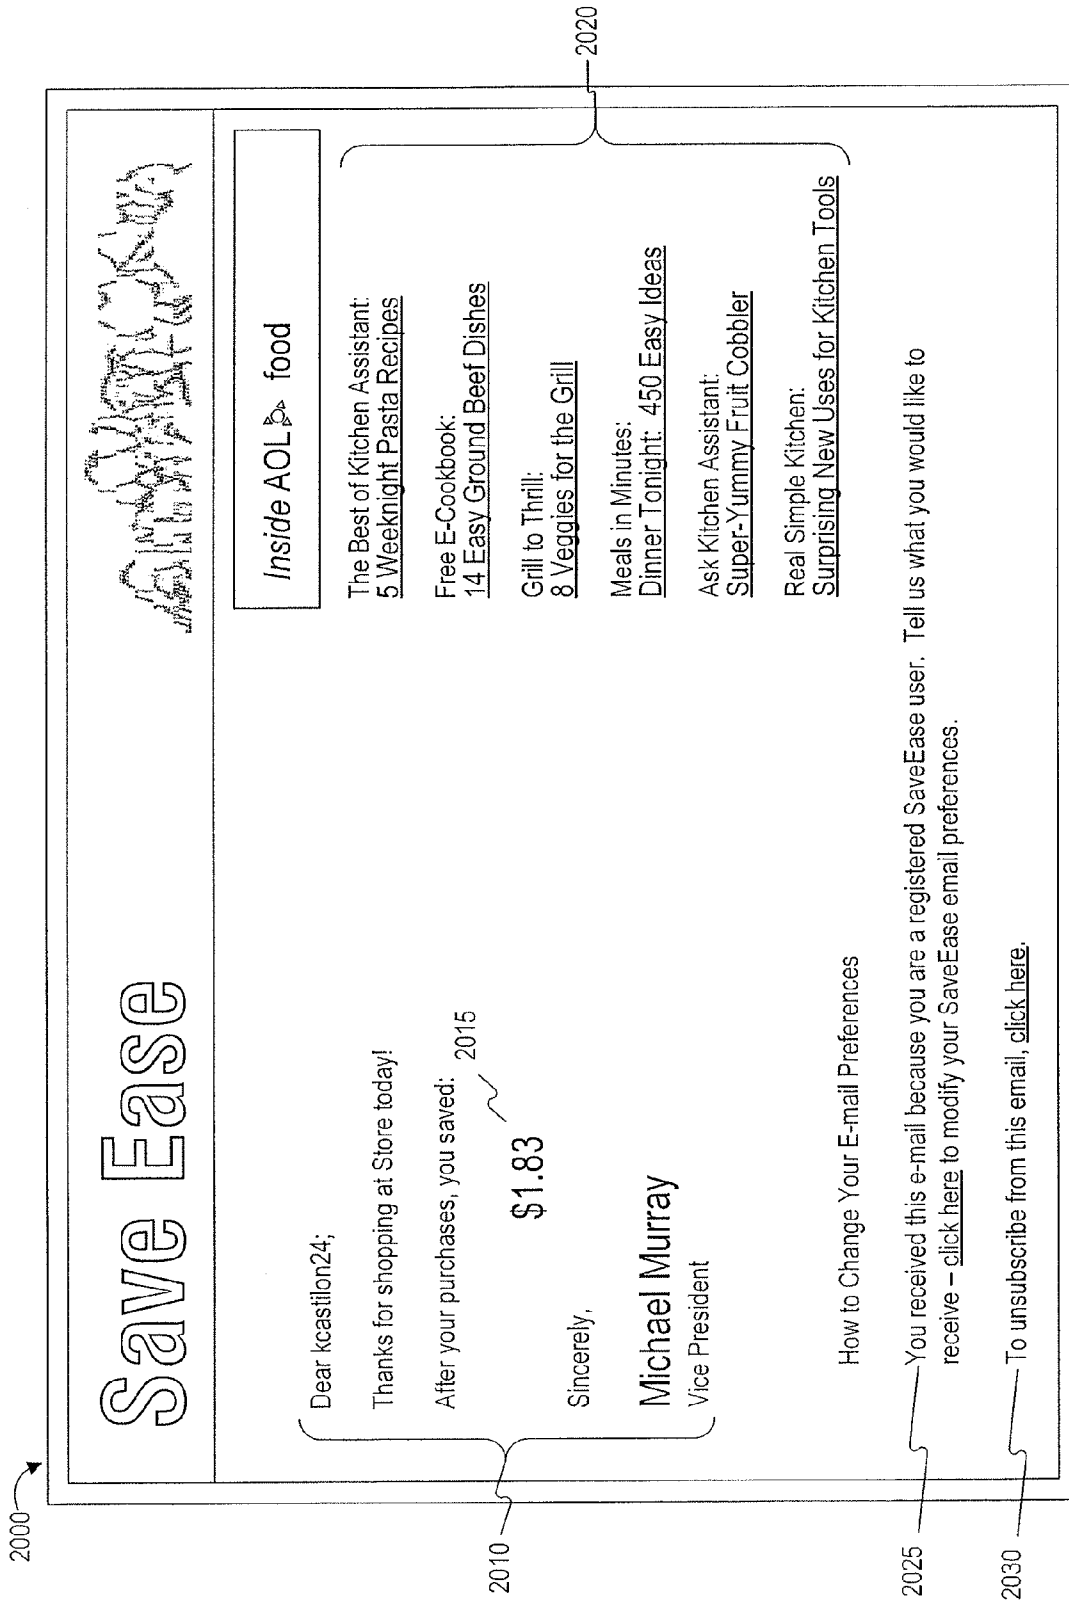 2000
Save Ease
Dear kcastilon24;
Thanks for shopping at Store today!
After your purchases, you saved:
2015
$1.83
Sincerely,
Michael Murray
Vice President
2010
Inside AOL food
The Best of Kitchen Assistant:
5 Weeknight Pasta Recipes
Free E-Cookbook:
14 Easy Ground Beef Dishes
Grill to Thrill:
8 Veggies for the Grill
Meals in Minutes:
Dinner Tonight: 450 Easy Ideas
Ask Kitchen Assistant:
Super-Yummy Fruit Cobbler
Real Simple Kitchen:
Surprising New Uses for Kitchen Tools
2020
How to Change Your E-mail Preferences
2025
You received this e-mail because you are a registered SaveEase user. Tell us what you would like to
receive – click here to modify your SaveEase email preferences.
2030
To unsubscribe from this email, click here.